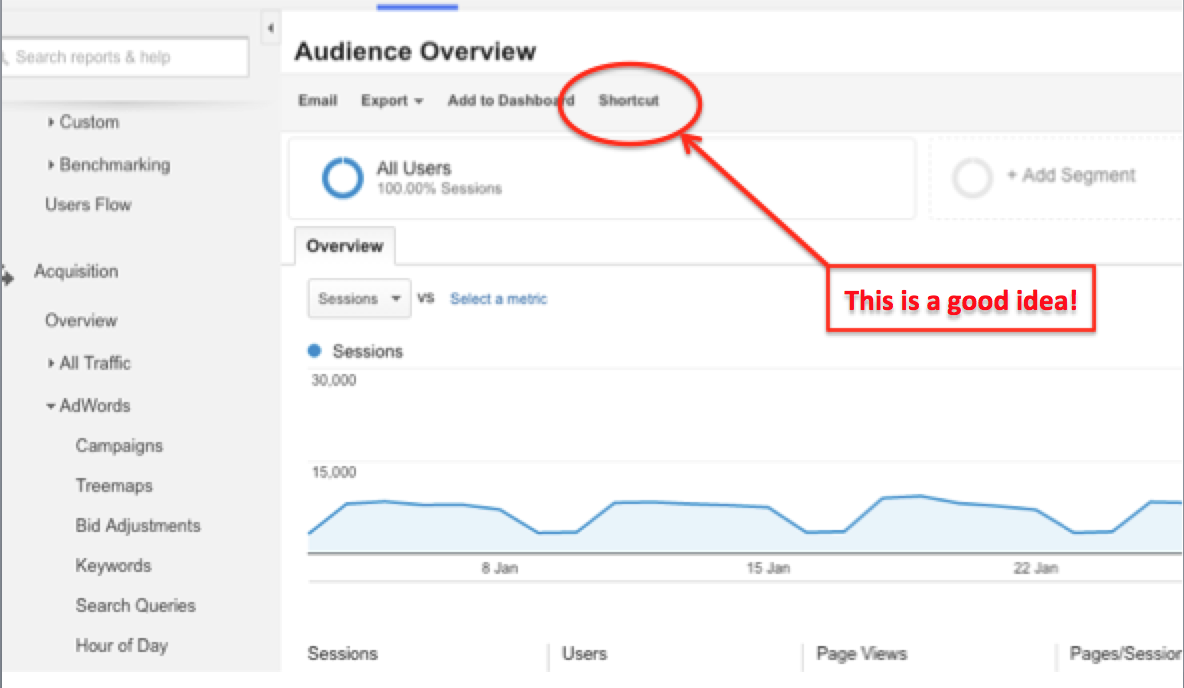 Search reports & help
Custom
Benchmarking
Users Flow
Acquisition
Overview
All Traffic
AdWords
Campaigns
Treemaps
Bid Adjustments
Keywords
Search Queries
Hour of Day
Audience Overview
Email Export Add to Dashboard Shortcut
All Users
100.00% Sessions
+ Add Segment
This is a good idea!
Overview
Sessions vs Select a metric
Sessions
30,000
15,000
8 Jan 15 Jan 22 Jan
Sessions Users Page Views Pages/Session